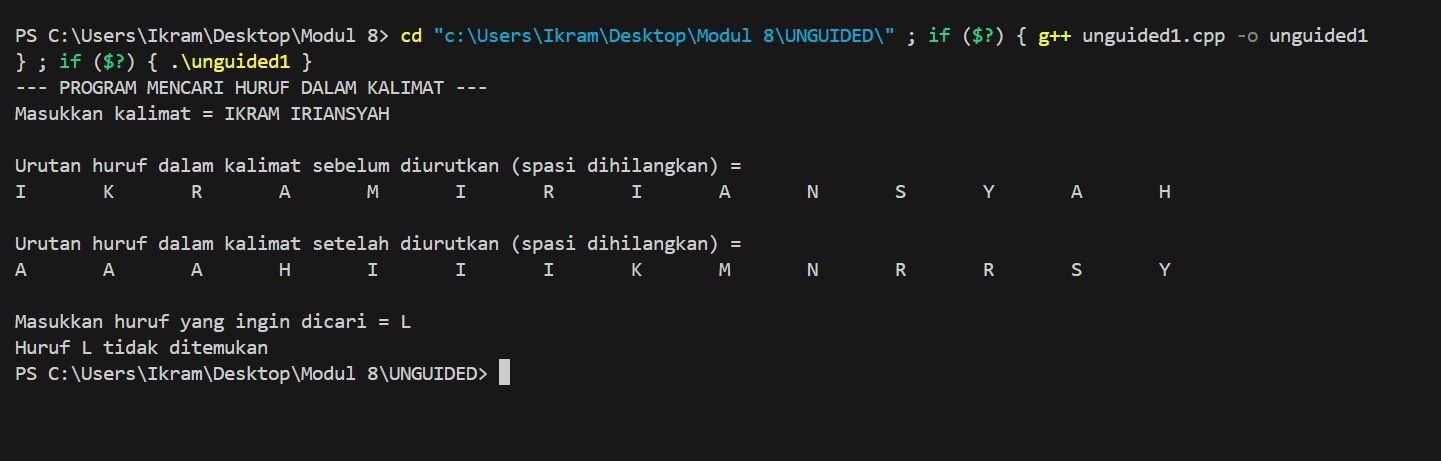 PS C:\Users\Ikram\Desktop\Modul 8> cd "c:\Users\Ikram\Desktop\Modul 8\UNGUIDED\" ; if ($?) { g++ unguided1.cpp -o unguided1
} ; if ($?) { .\unguided1 }
--- PROGRAM MENCARI HURUF DALAM KALIMAT ---
Masukkan kalimat = IKRAM IRIANSYAH
Urutan huruf dalam kalimat sebelum diurutkan (spasi dihilangkan) =
I K R A M I R I A N S Y A H
Urutan huruf dalam kalimat setelah diurutkan (spasi dihilangkan) =
A A A H I I I K M N R R S Y
Masukkan huruf yang ingin dicari = L
Huruf L tidak ditemukan
PS C:\Users\Ikram\Desktop\Modul 8\UNGUIDED>